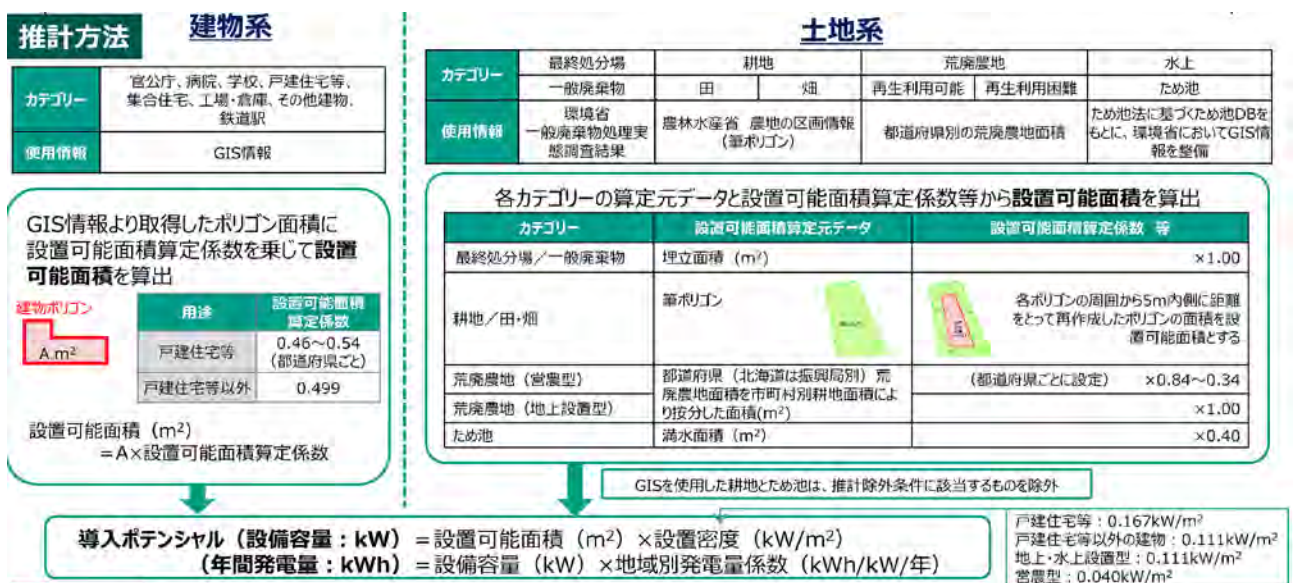 推計方法
建物系
カテゴリー
官公庁、病院、学校、戸建住宅等、
集合住宅、工場・倉庫、その他建物、
鉄道駅
使用情報
GIS情報
GIS情報より取得したポリゴン面積に
設置可能面積算定係数を乗じて設置
可能面積を算出
建物ポリゴン
A m²
用途 設置可能面積
算定係数
戸建住宅等 0.46～0.54
(都道府県ごと)
戸建住宅等以外 0.499
設置可能面積（m²）
=A×設置可能面積算定係数
土地系
カテゴリー 最終処分場 耕地 荒廃農地 水上
一般廃棄物 田 畑 再生利用可能 再生利用困難 ため池
使用情報
環境省
一般廃棄物処理実
態調査結果
農林水産省 農地の区画情報
（筆ポリゴン）
都道府県別の荒廃農地面積
ため池法に基づくため池DBを
もとに、環境省においてGIS情
報を整備
各カテゴリーの算定元データと設置可能面積算定係数等から設置可能面積を算出
カテゴリー 設置可能面積算定元データ 設置可能面積算定係数 等
最終処分場／一般廃棄物 埋立面積（m²） ×1.00
耕地／田・畑 筆ポリゴン
各ポリゴンの周囲から5m内側に距離
をとって再作成したポリゴンの面積を設
置可能面積とする
荒廃農地（営農型） （都道府県ごとに設定） ×0.84～0.34
荒廃農地（地上設置型） ×1.00
都道府県（北海道は振興局別）荒
廃農地面積を市町村別耕地面積によ
り按分した面積(m²)
ため池 満水面積（m²） ×0.40
GISを使用した耕地とため池は、推計除外条件に該当するものを除外
導入ポテンシャル（設備容量：kW）＝設置可能面積（m²）×設置密度（kW/m²）
（年間発電量：kWh）＝設備容量（kW）×地域別発電量係数（kWh/kW/年）
戸建住宅等：0.167kW/m²
戸建住宅等以外の建物：0.111kW/m²
地上・水上設置型：0.111kW/m²
営農型：0.040kW/m²